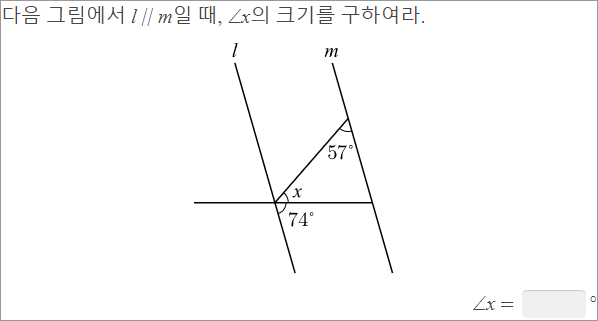 다음 그림에서 l // m일 때, ∠x의 크기를 구하여라.
l
m
57°
x
74°
∠x = °